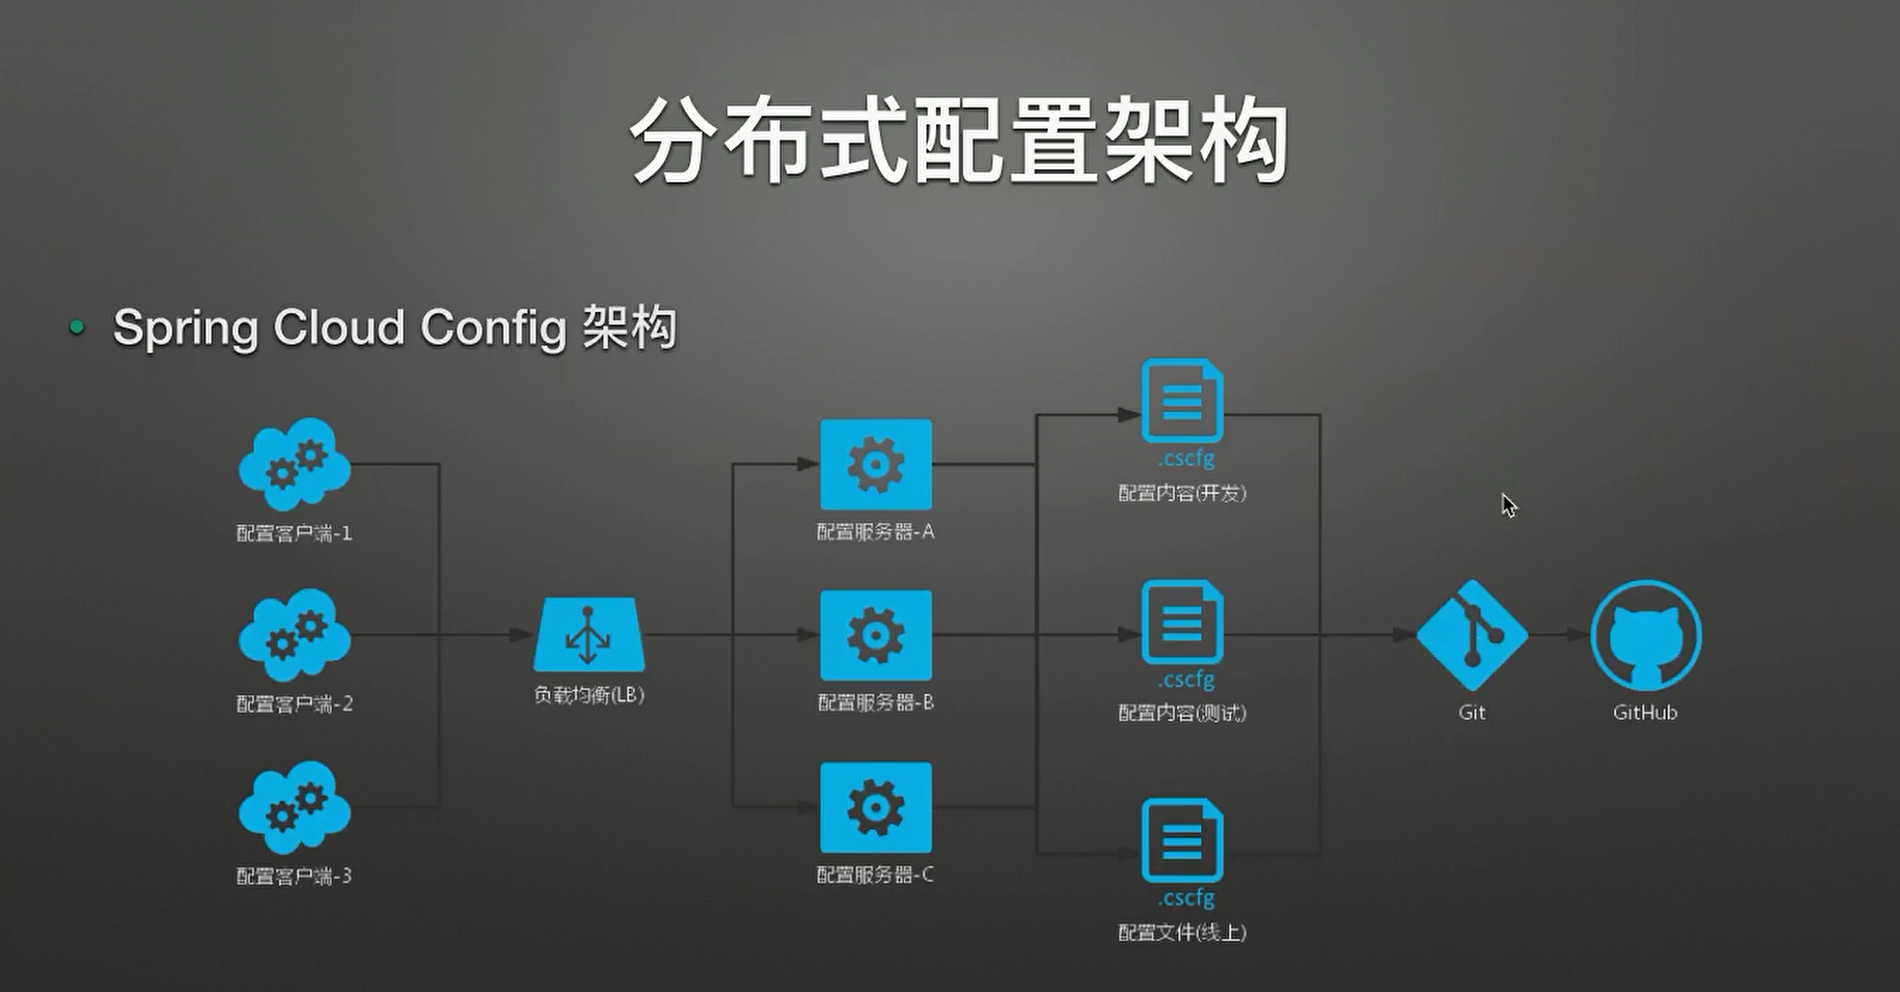 分布式配置架构
Spring Cloud Config 架构
配置客户端-1
配置客户端-2
配置客户端-3
负载均衡(LB)
配置服务器-A
配置服务器-B
配置服务器-C
.cscfg
配置内容(开发)
.cscfg
配置内容(测试)
.cscfg
配置文件(线上)
Git
GitHub